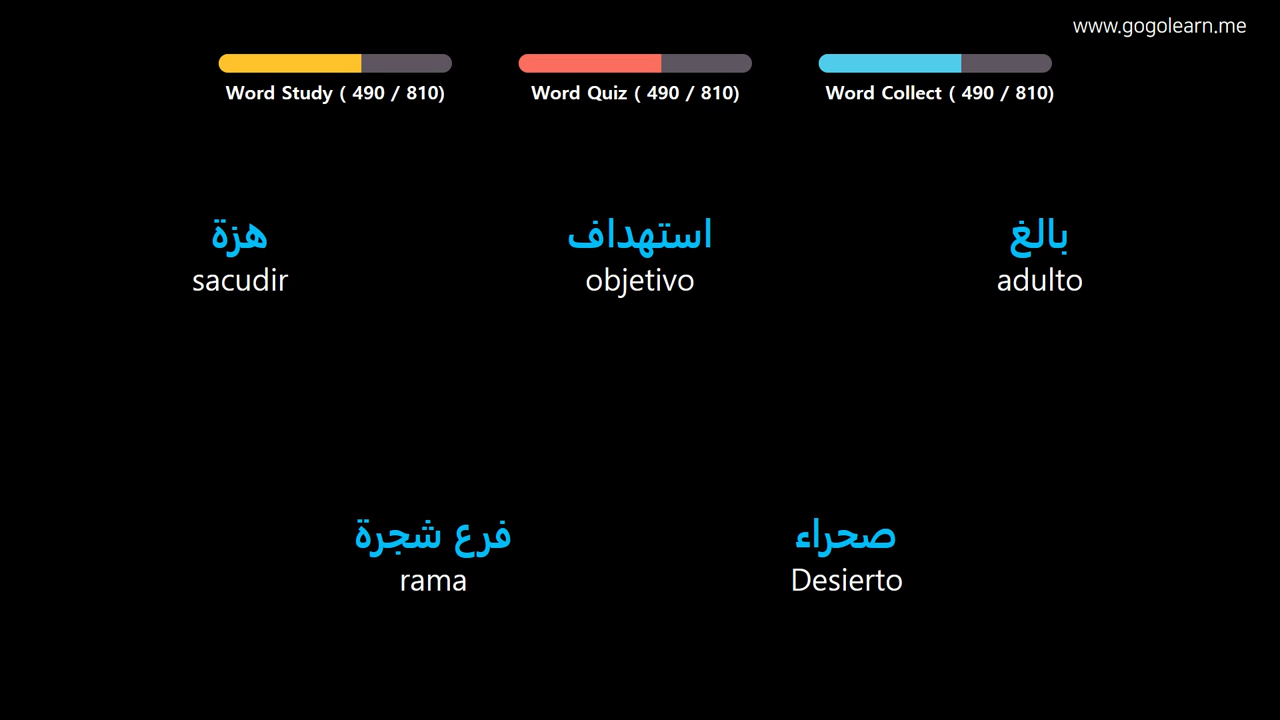 www.gogolearn.me
Word Study ( 490 / 810)
Word Quiz ( 490 / 810)
Word Collect ( 490 / 810)
هزة
sacudir
استهداف
objetivo
بالغ
adulto
فرع شجرة
rama
صحراء
Desierto